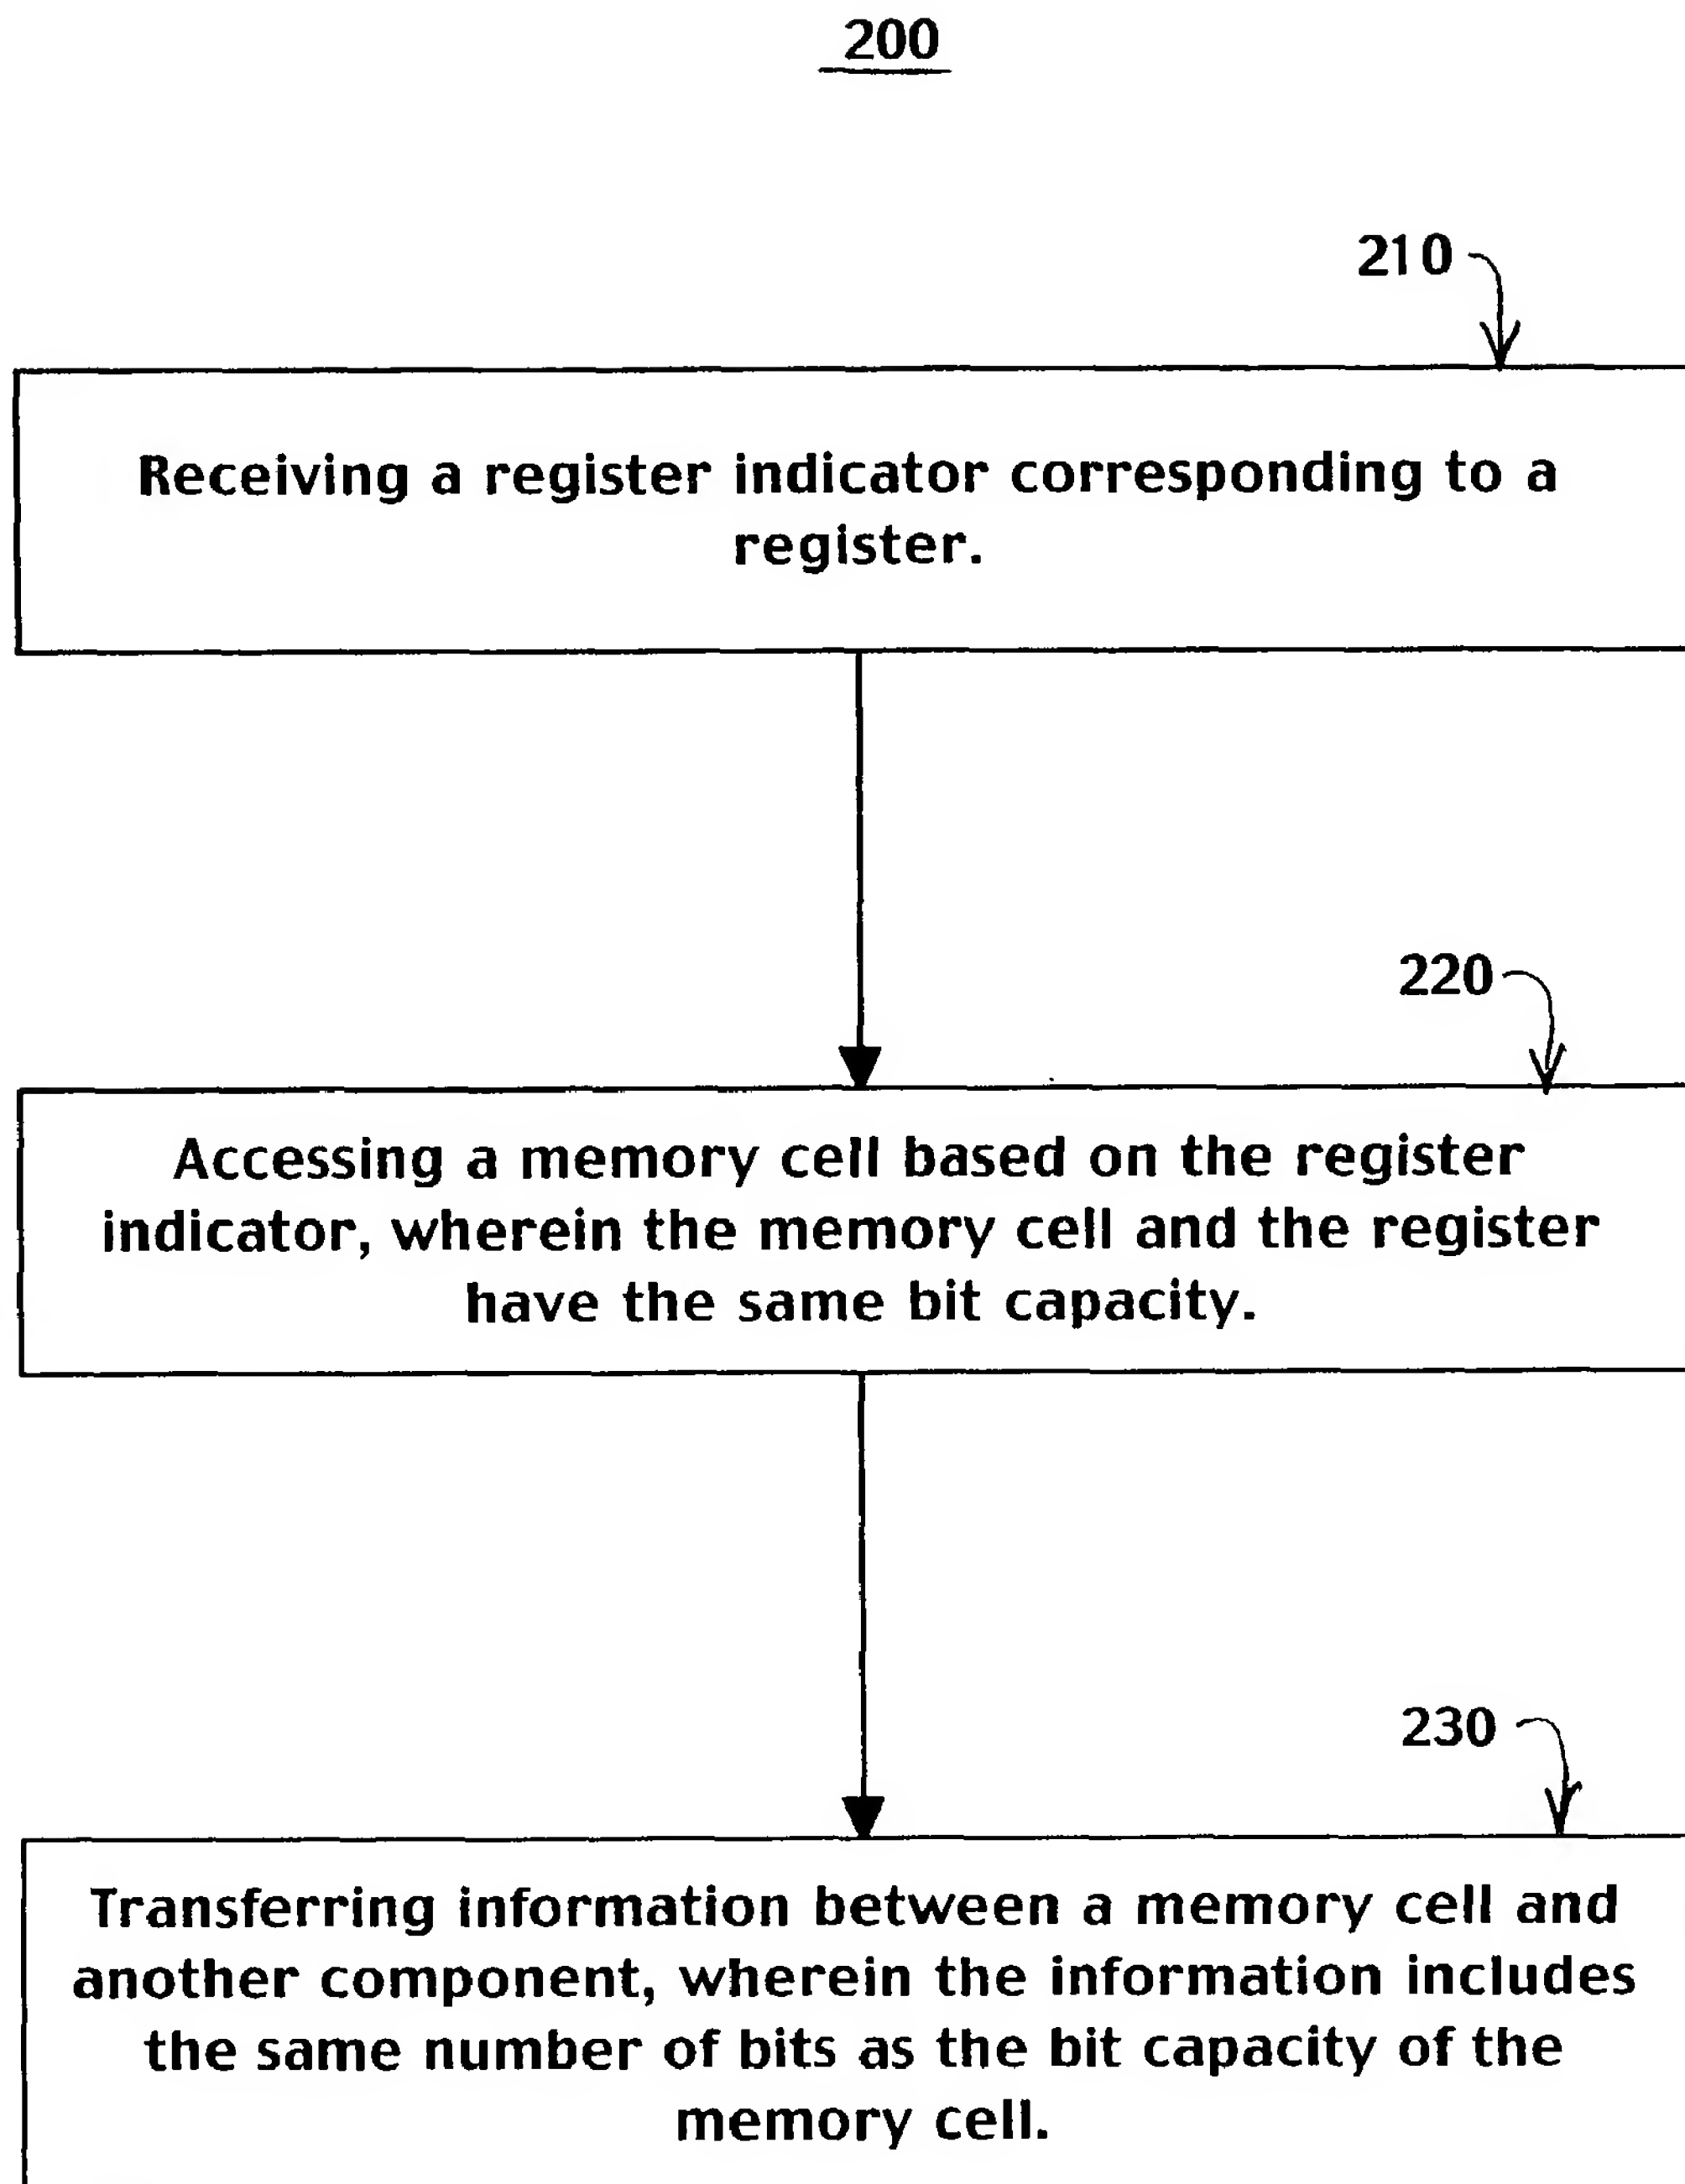 200
210
Receiving a register indicator corresponding to a
register.
220
Accessing a memory cell based on the register
indicator, wherein the memory cell and the register
have the same bit capacity.
230
Transferring information between a memory cell and
another component, wherein the information includes
the same number of bits as the bit capacity of the
memory cell.